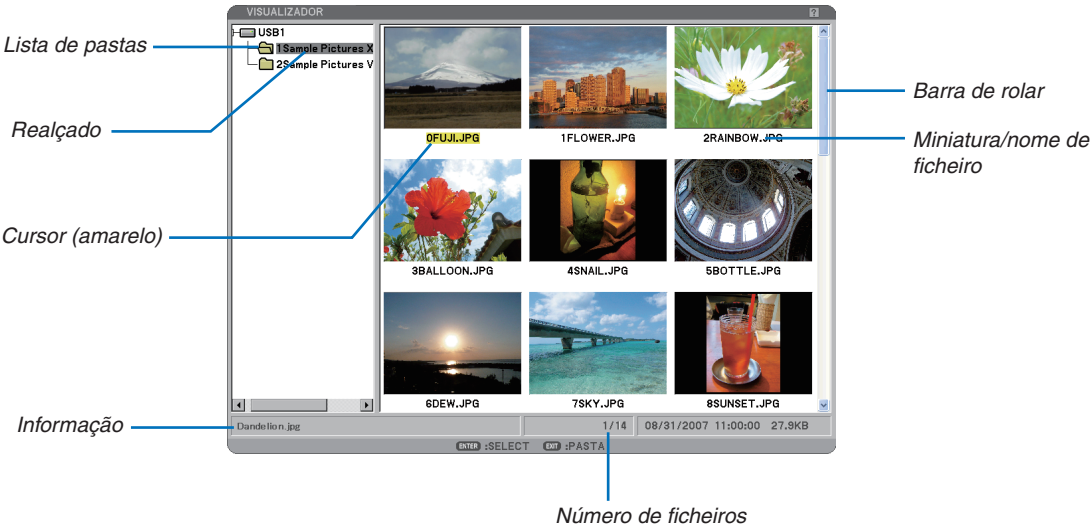 VISUALIZADOR
?
USB1
1Sample Pictures X
2Sample Pictures V
0FUJI.JPG
1FLOWER.JPG
2RAINBOW.JPG
3BALLOON.JPG
4SNAIL.JPG
5BOTTLE.JPG
6DEW.JPG
7SKY.JPG
8SUNSET.JPG
Dandelion.jpg
1/14
08/31/2007 11:00:00 27.9KB
ENTER :SELECT EXIT :PASTA
Lista de pastas
Realçado
Cursor (amarelo)
Informação
Barra de rolar
Miniatura/nome de
ficheiro
Número de ficheiros